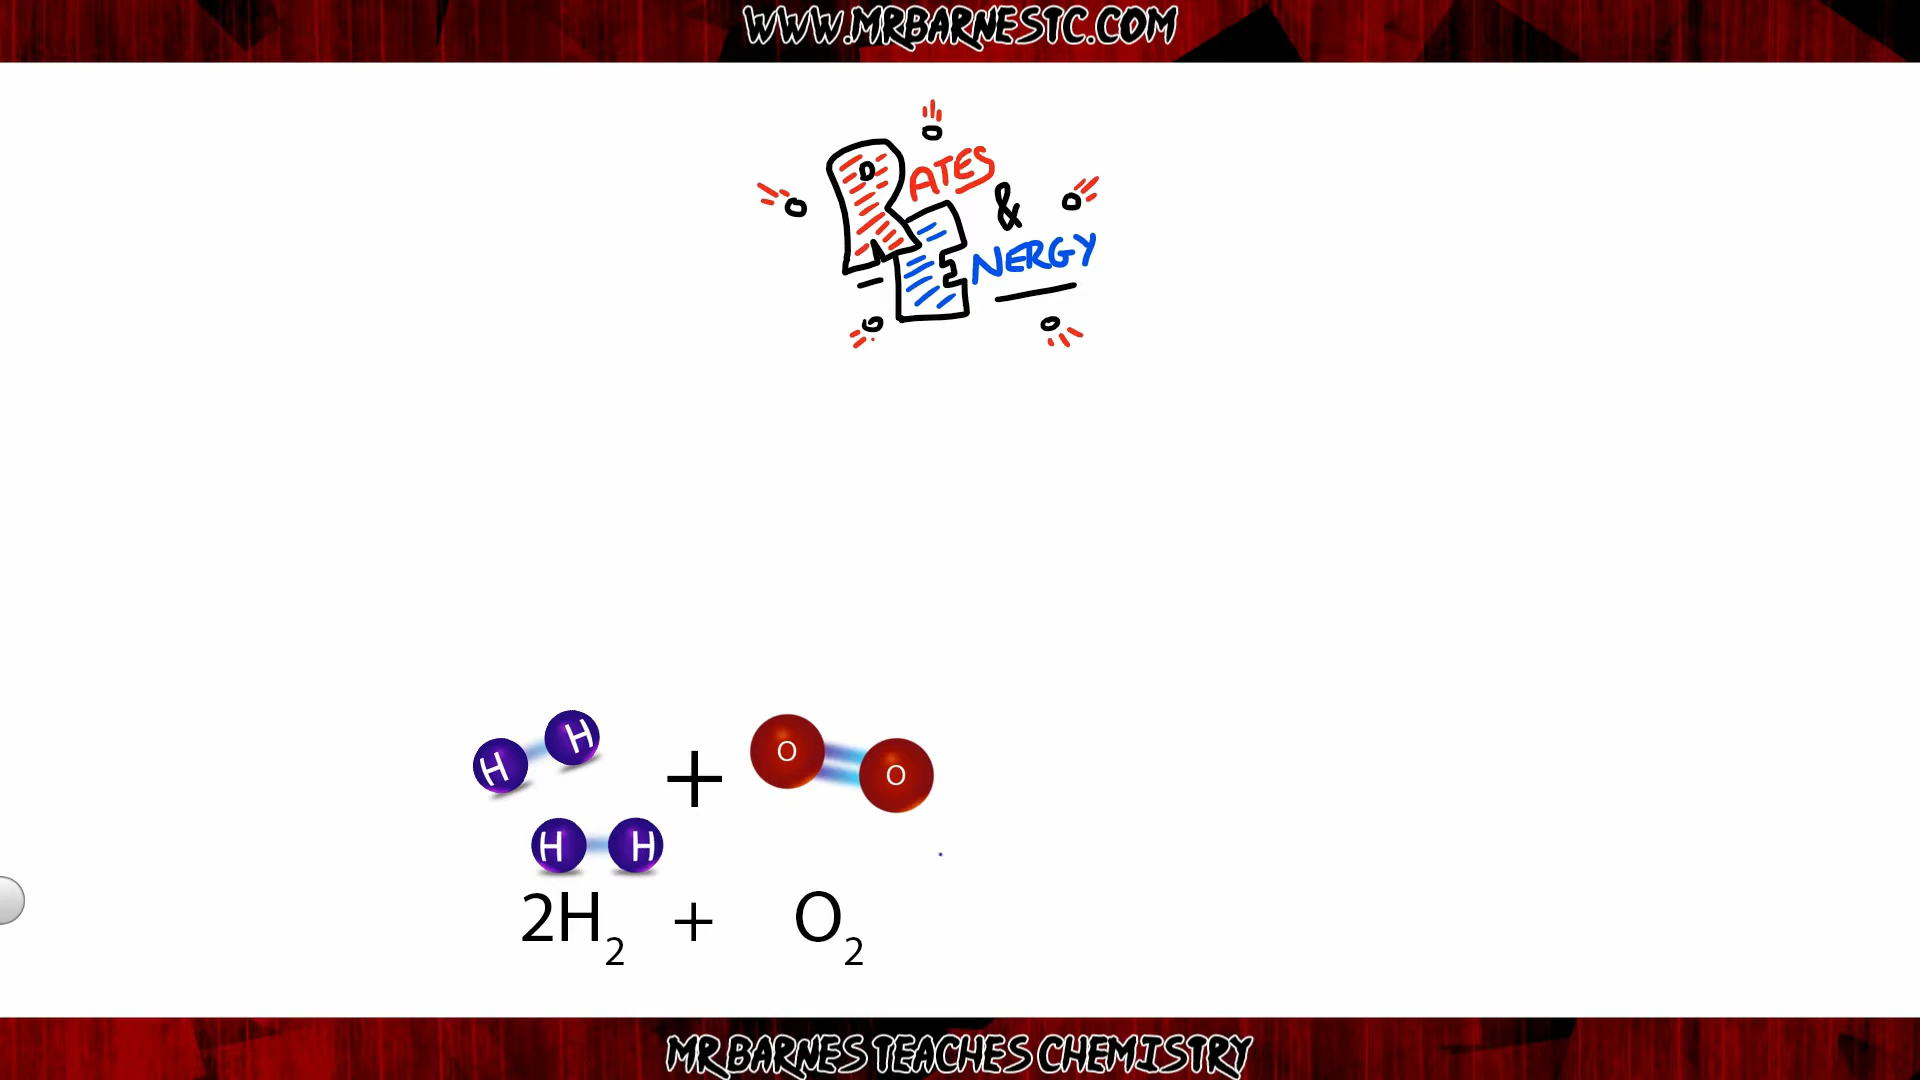 WWW.MRBARNESTC.COM
RATES
&
ENERGY
H H + O O
H H
2H₂ + O₂
MR BARNES TEACHES CHEMISTRY